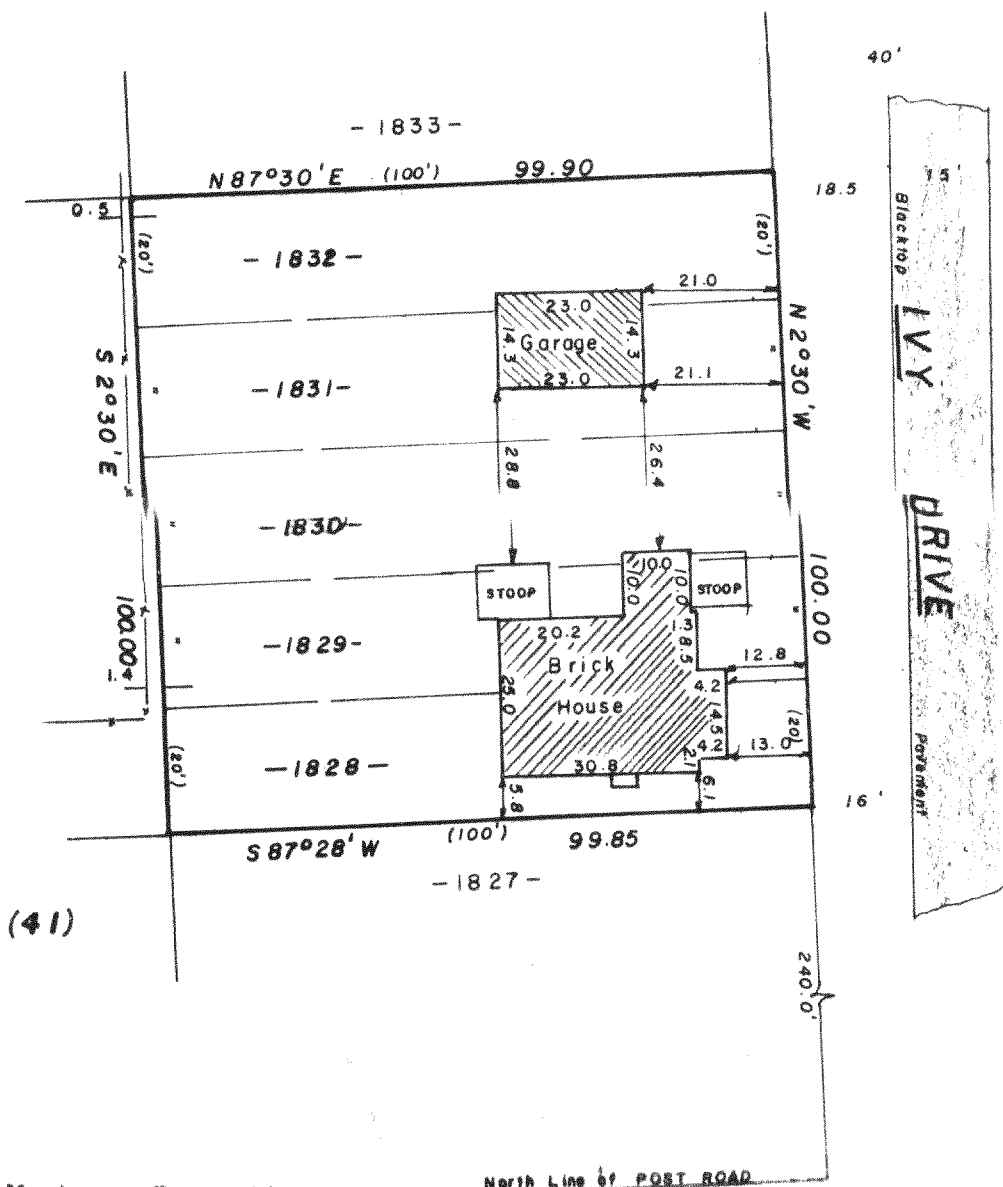 40'
- 1833 -
N 87° 30' E (100') 99.90
18.5
15
0.5
(20')
(20')
Blacktop
- 1832 -
21.0
23.0
14.3
Garage
14.3
IVY
N 2° 30' W
S 2° 30' E
- 1831 -
23.0
21.1
"
"
28.8
26.4
"
"
- 1830 -
DRIVE
10.0
STOOP
10.0
10.0
STOOP
100.00
100.00
"
"
20.2
1.3
8.5
- 1829 -
Brick
12.8
1.4
25.0
House
4.2
14.5
(20)
(20')
4.2
13.0
Pavement
- 1828 -
30.8
2.1
5.8
6.1
16'
S 87° 28' W (100') 99.85
- 1827 -
(41)
240.0'
North Line of POST ROAD